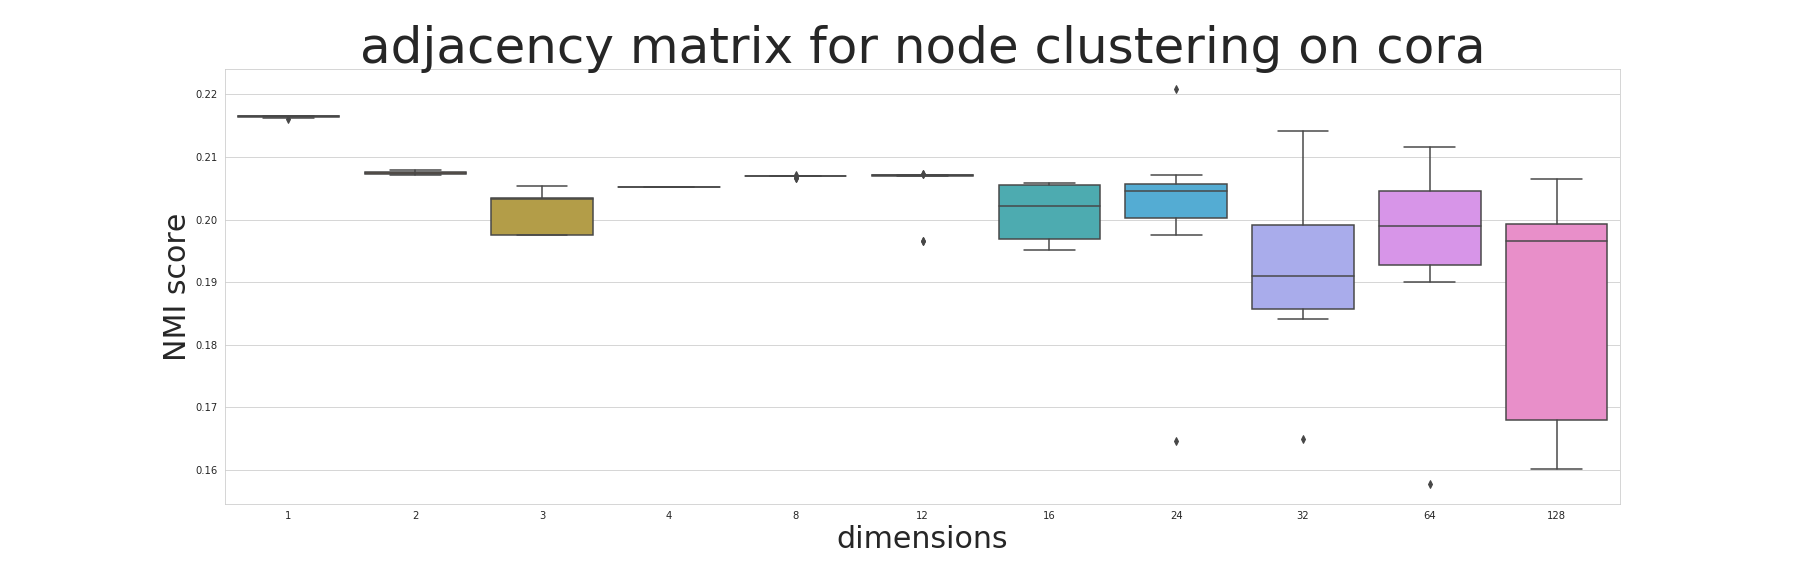 adjacency matrix for node clustering on cora
0.22
0.21
0.20
0.19
0.18
0.17
0.16
NMI score
1 2 3 4 8 12 16 24 32 64 128
dimensions